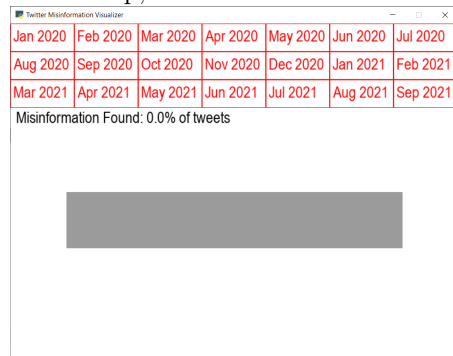 Twitter Misinformation Visualizer
Jan 2020 Feb 2020 Mar 2020 Apr 2020 May 2020 Jun 2020 Jul 2020
Aug 2020 Sep 2020 Oct 2020 Nov 2020 Dec 2020 Jan 2021 Feb 2021
Mar 2021 Apr 2021 May 2021 Jun 2021 Jul 2021 Aug 2021 Sep 2021
Misinformation Found: 0.0% of tweets